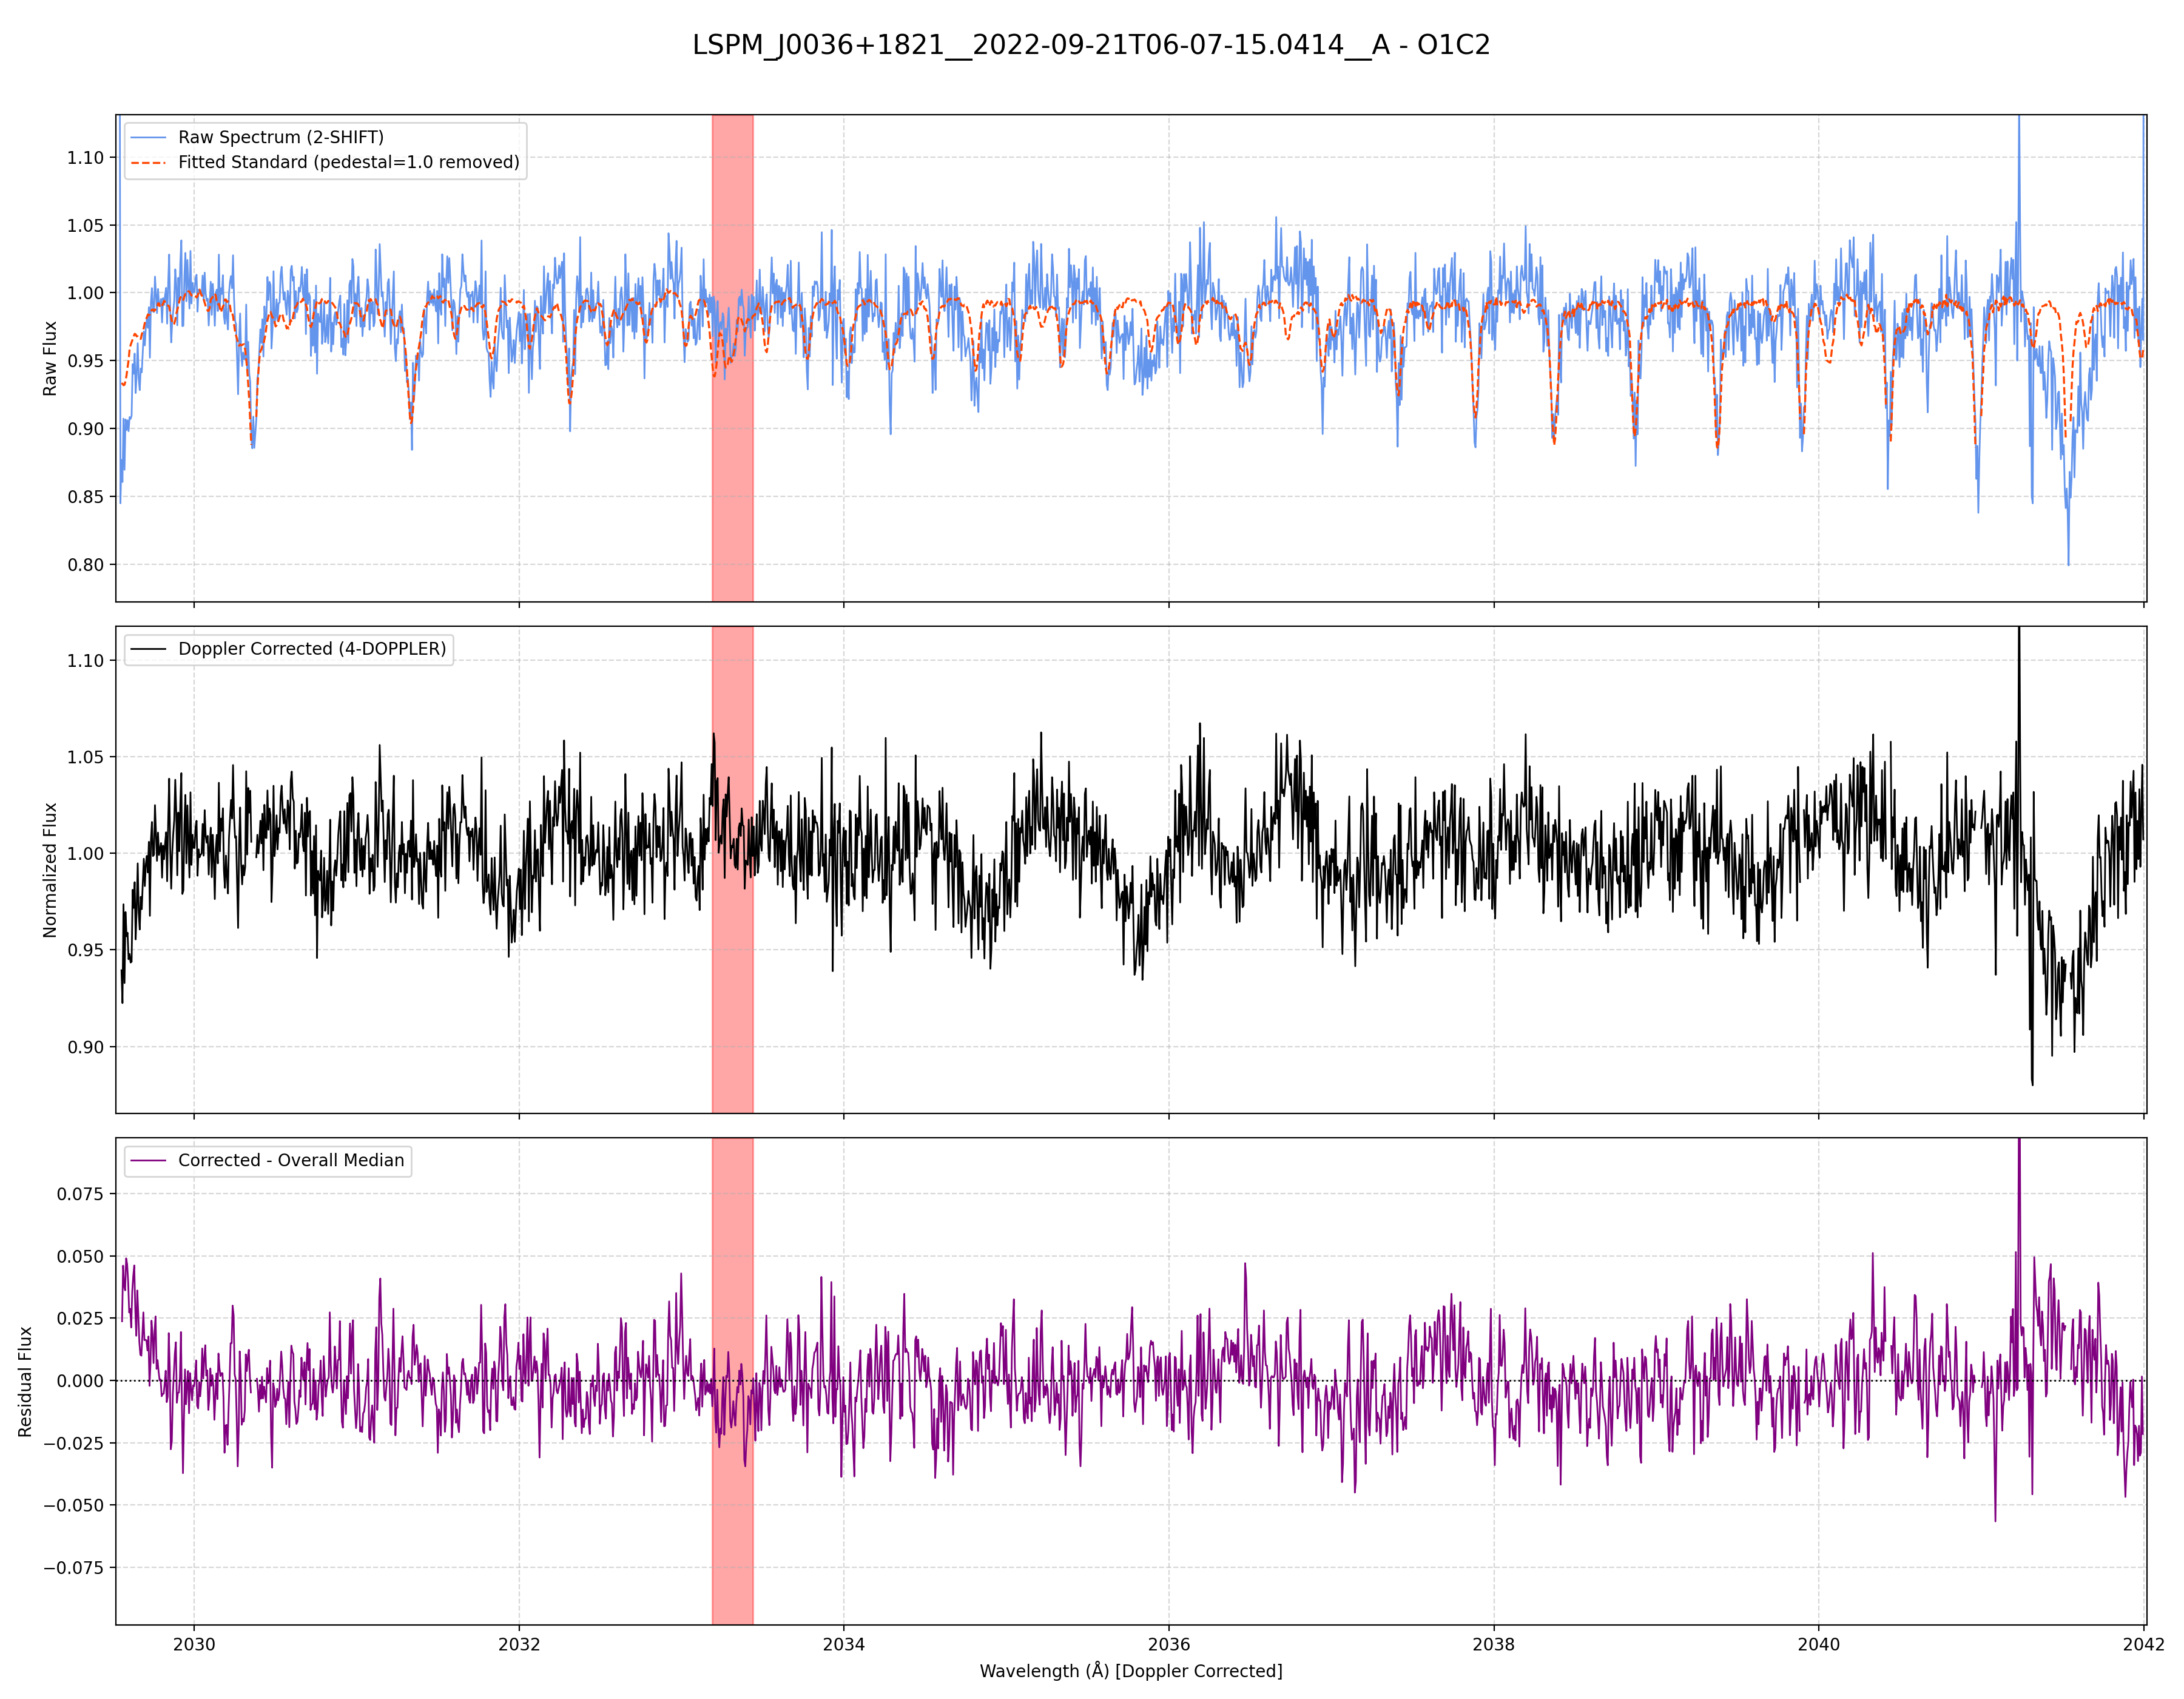 LSPM_J0036+1821__2022-09-21T06-07-15.0414__A - O1C2
Raw Spectrum (2-SHIFT)
Fitted Standard (pedestal=1.0 removed)
1.10
1.05
1.00
0.95
0.90
0.85
0.80
Raw Flux
Doppler Corrected (4-DOPPLER)
1.10
1.05
1.00
0.95
0.90
Normalized Flux
Corrected - Overall Median
0.075
0.050
0.025
0.000
−0.025
−0.050
−0.075
Residual Flux
2030 2032 2034 2036 2038 2040 2042
Wavelength (Å) [Doppler Corrected]